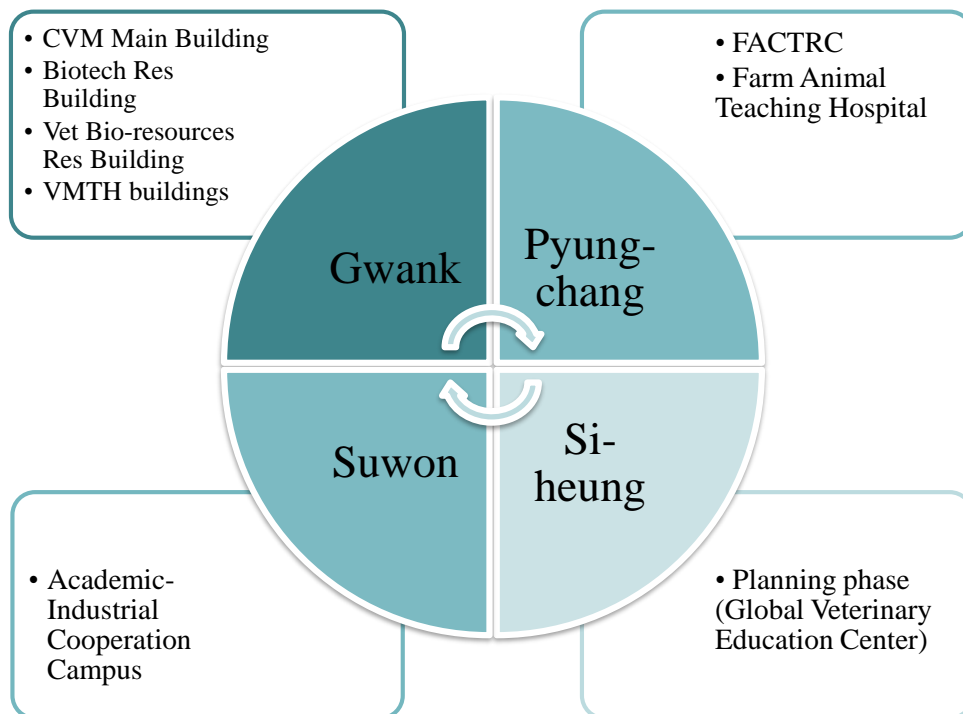 • CVM Main Building
• Biotech Res
Building
• Vet Bio-resources
Res Building
• VMTH buildings
• FACTRC
• Farm Animal
Teaching Hospital
Gwank
Pyung-
chang
Suwon
Si-
heung
• Academic-
Industrial
Cooperation
Campus
• Planning phase
(Global Veterinary
Education Center)